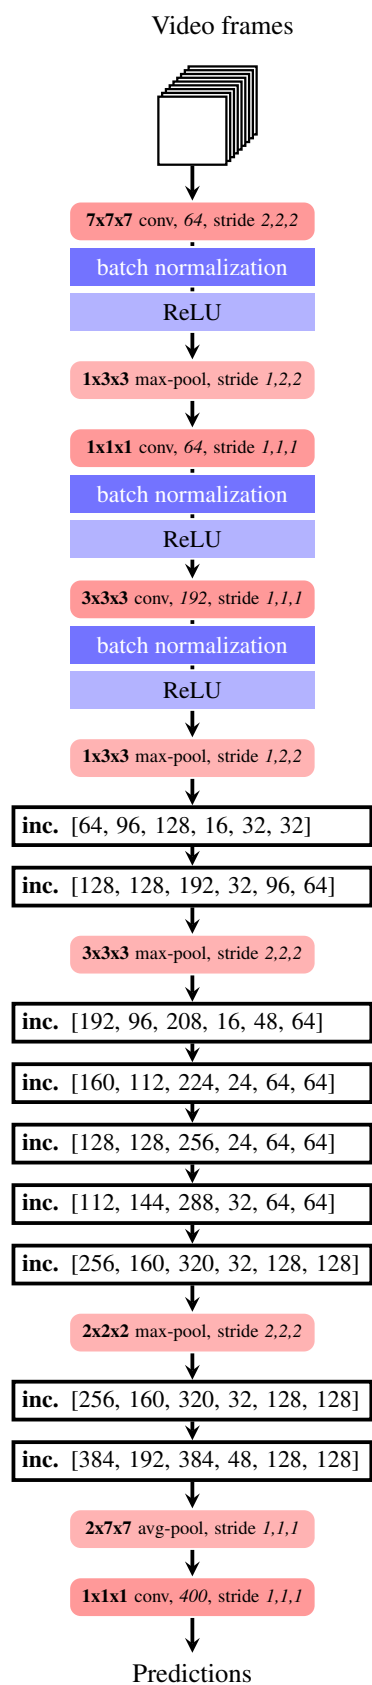 Video frames
7x7x7 conv, 64, stride 2,2,2
batch normalization
ReLU
1x3x3 max-pool, stride 1,2,2
1x1x1 conv, 64, stride 1,1,1
batch normalization
ReLU
3x3x3 conv, 192, stride 1,1,1
batch normalization
ReLU
1x3x3 max-pool, stride 1,2,2
inc. [64, 96, 128, 16, 32, 32]
inc. [128, 128, 192, 32, 96, 64]
3x3x3 max-pool, stride 2,2,2
inc. [192, 96, 208, 16, 48, 64]
inc. [160, 112, 224, 24, 64, 64]
inc. [128, 128, 256, 24, 64, 64]
inc. [112, 144, 288, 32, 64, 64]
inc. [256, 160, 320, 32, 128, 128]
2x2x2 max-pool, stride 2,2,2
inc. [256, 160, 320, 32, 128, 128]
inc. [384, 192, 384, 48, 128, 128]
2x7x7 avg-pool, stride 1,1,1
1x1x1 conv, 400, stride 1,1,1
Predictions